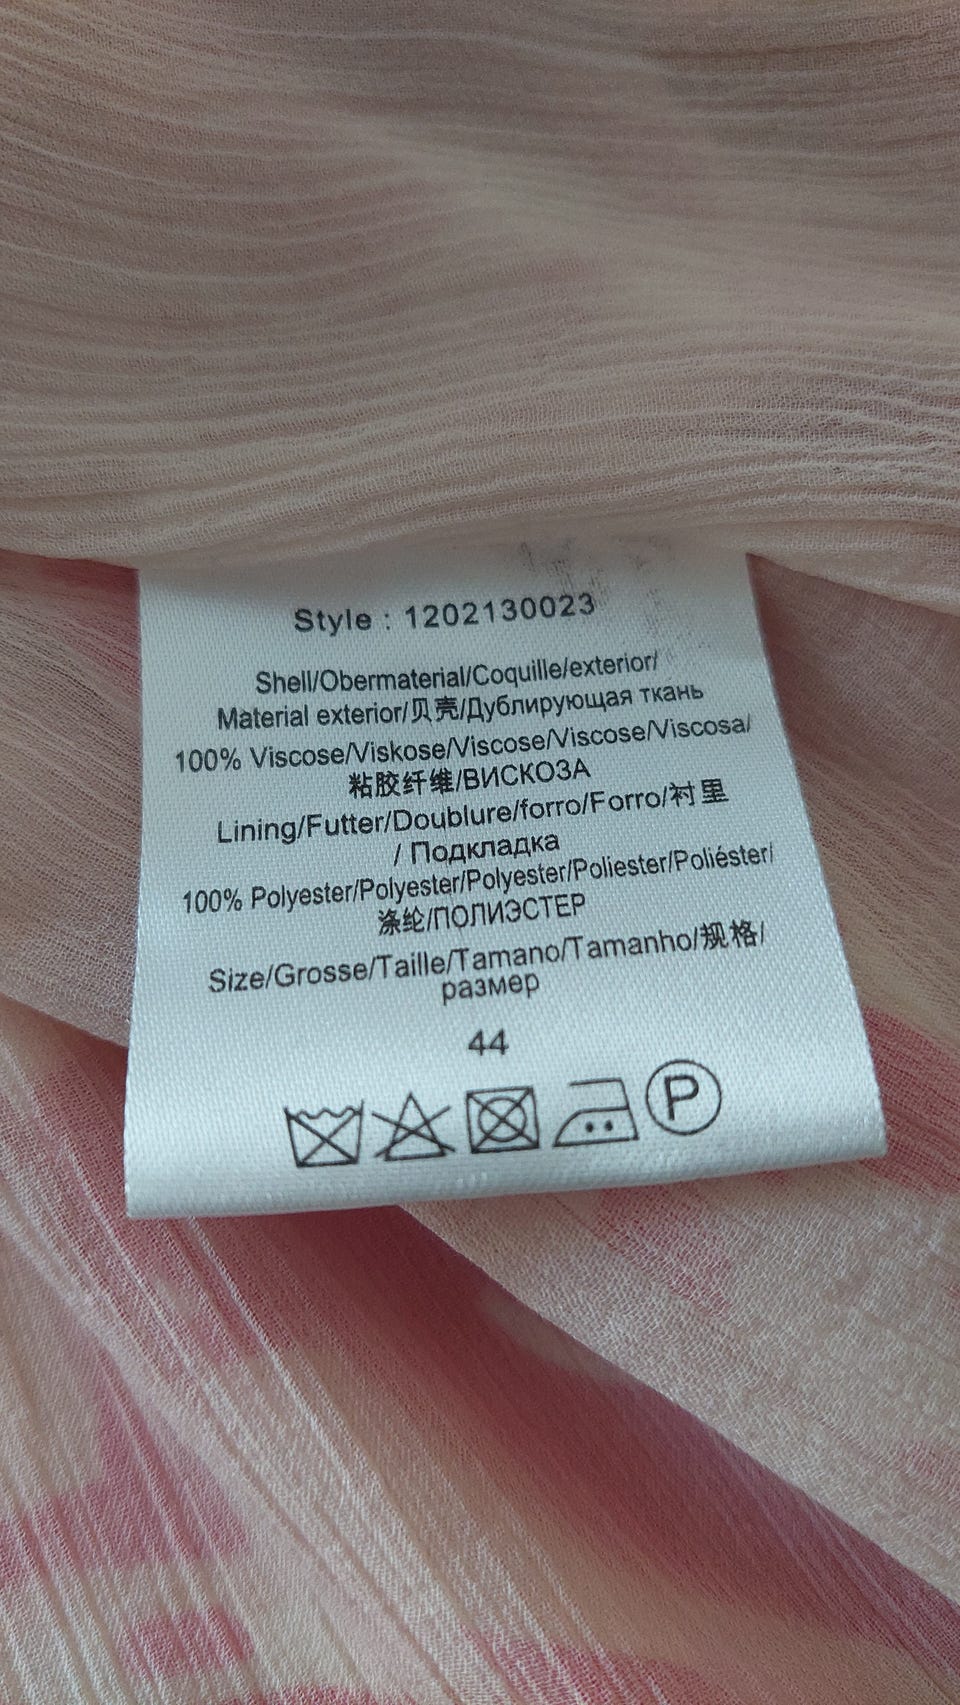 Style : 1202130023
Shell/Obermaterial/Coquille/exterior/
Material exterior/贝壳/Дублирующая ткань
100% Viscose/Viskose/Viscose/Viscose/Viscosa/
粘胶纤维/ВИСКОЗА
Lining/Futter/Doublure/forro/Forro/衬里
/ Подкладка
100% Polyester/Polyester/Polyester/Poliester/Poliéster/
涤纶/ПОЛИЭСТЕР
Size/Grosse/Taille/Tamano/Tamanho/规格/
размер
44
P